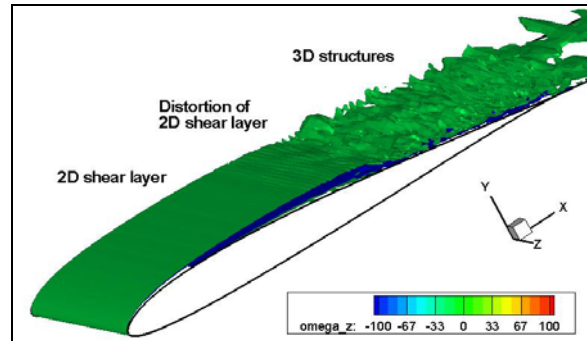 3D structures
Distortion of
2D shear layer
2D shear layer
Y
X
Z
omega_z: -100 -67 -33 0 33 67 100